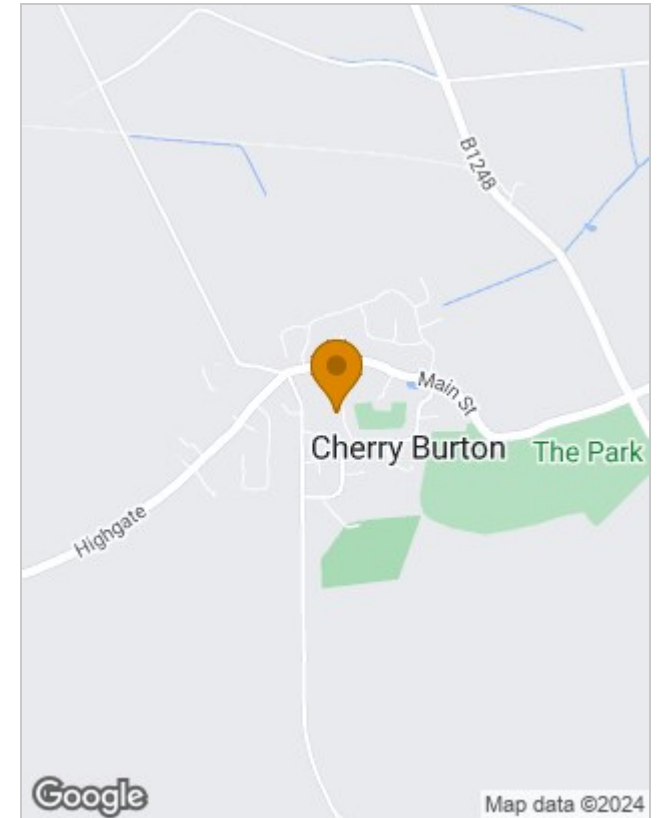 B1248
Main St
Cherry Burton
The Park
Highgate
Google
Map data ©2024